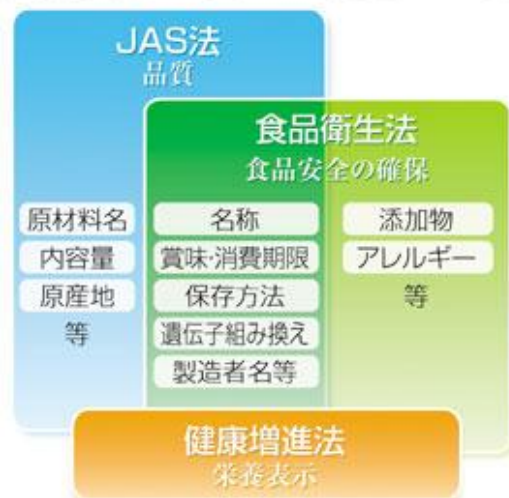 JAS法
品質
食品衛生法
食品安全の確保
原材料名
内容量
原産地
等
名称
賞味・消費期限
保存方法
遺伝子組み換え
製造者名等
添加物
アレルギー
等
健康増進法
栄養表示